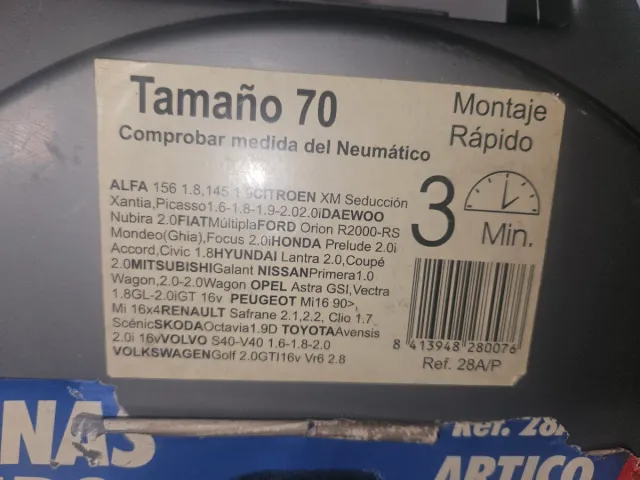 Tamaño 70
Comprobar medida del Neumático
Montaje
Rápido
3
Min.
ALFA 156 1.8,145 1.9CITROEN XM Seducción
Xantia,Picasso1.6-1.8-1.9-2.02.0iDAEWOO
Nubira 2.0FIATMúltiplaFORD Orion R2000-RS
Mondeo(Ghia),Focus 2.0iHONDA Prelude 2.0i
Accord,Civic 1.8HYUNDAI Lantra 2.0,Coupé
2.0MITSUBISHIGalant NISSANPrimera1.0
Wagon,2.0-2.0Wagon OPEL Astra GSI,Vectra
1.8GL-2.0iGT 16v PEUGEOT Mi16 90>,
Mi 16x4RENAULT Safrane 2.1,2.2, Clio 1.7
ScénicSKODAOctavia1.9D TOYOTAAvensis
2.0i 16vVOLVO S40-V40 1.6-1.8-2.0
VOLKSWAGENGolf 2.0GTI16v Vr6 2.8
8 413948 280076
Ref. 28A/P
NAS
Ref. 28
ARTICO